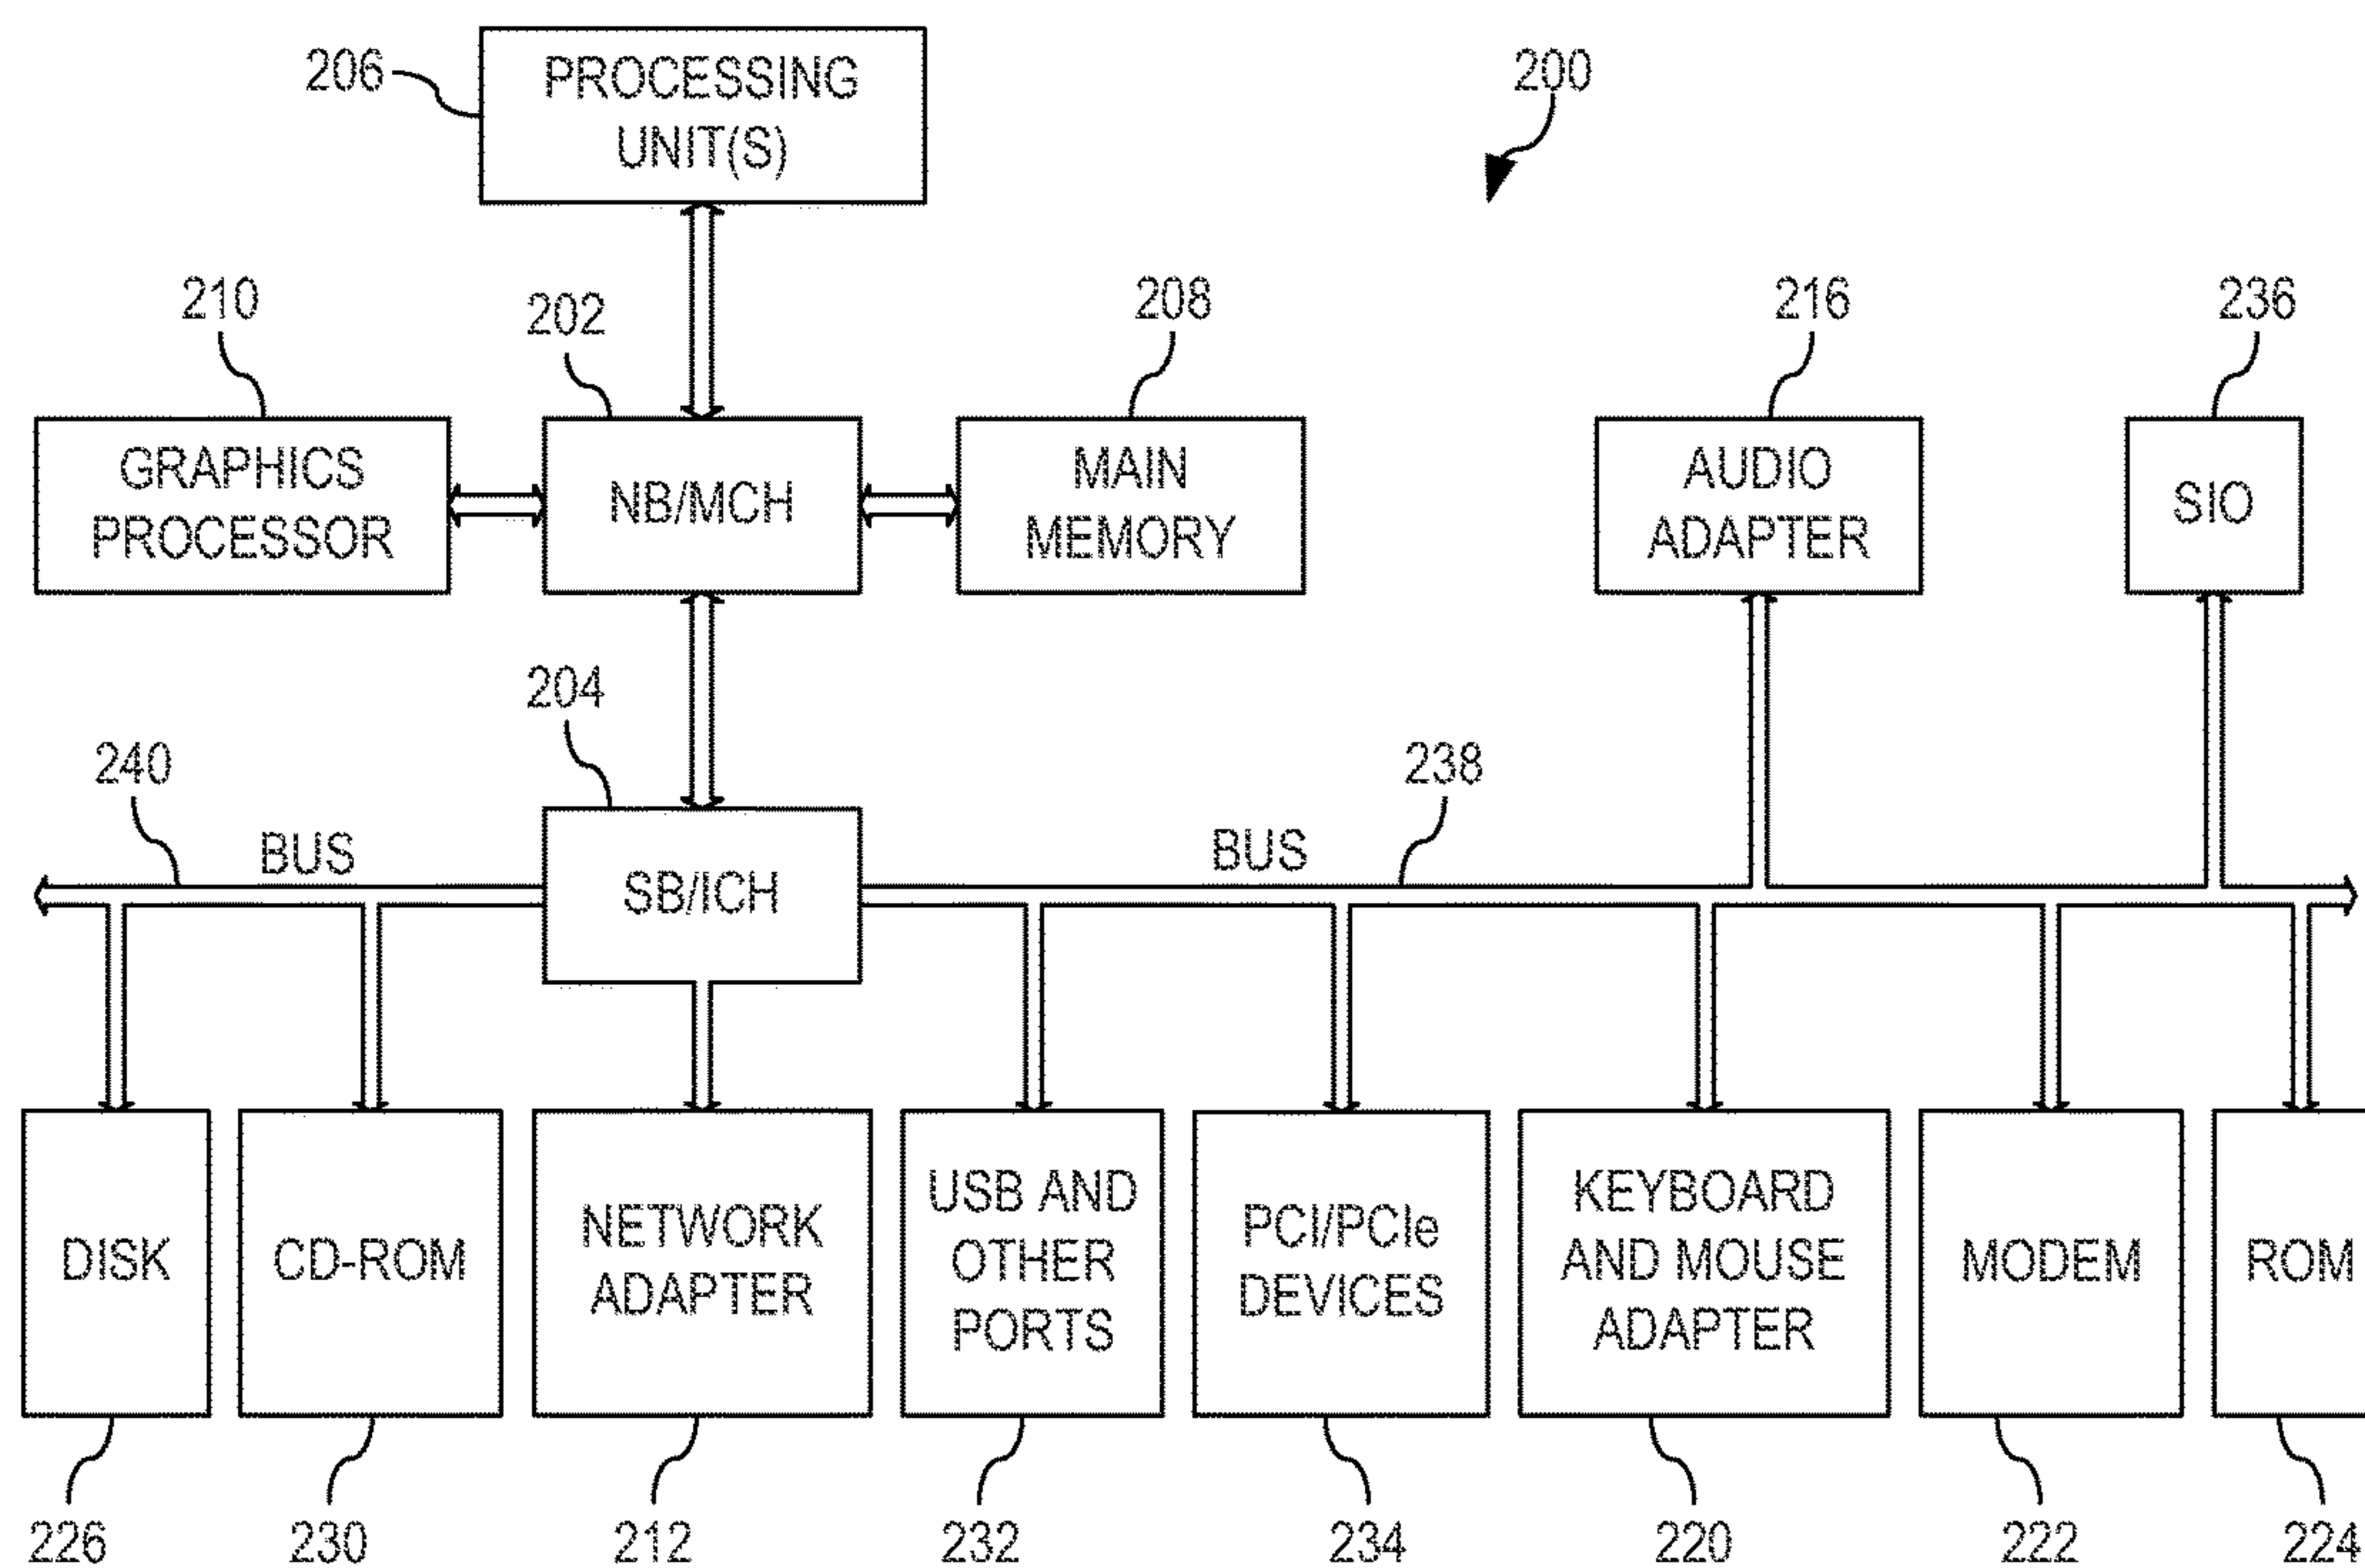 206
PROCESSING
UNIT(S)
200
210
202
208
216
236
GRAPHICS
PROCESSOR
NB/MCH
MAIN
MEMORY
AUDIO
ADAPTER
SIO
204
240
BUS
SB/ICH
BUS
238
DISK
CD-ROM
NETWORK
ADAPTER
USB AND
OTHER
PORTS
PCI/PCIe
DEVICES
KEYBOARD
AND MOUSE
ADAPTER
MODEM
ROM
226
230
212
232
234
220
222
224